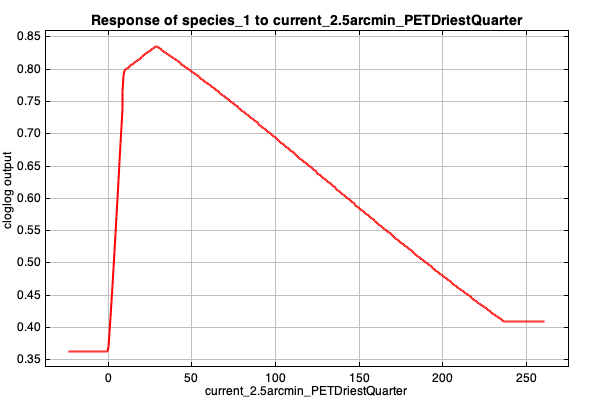 Response of species_1 to current_2.5arcmin_PETDriestQuarter
cloglog output
0.85
0.80
0.75
0.70
0.65
0.60
0.55
0.50
0.45
0.40
0.35
0 50 100 150 200 250
current_2.5arcmin_PETDriestQuarter